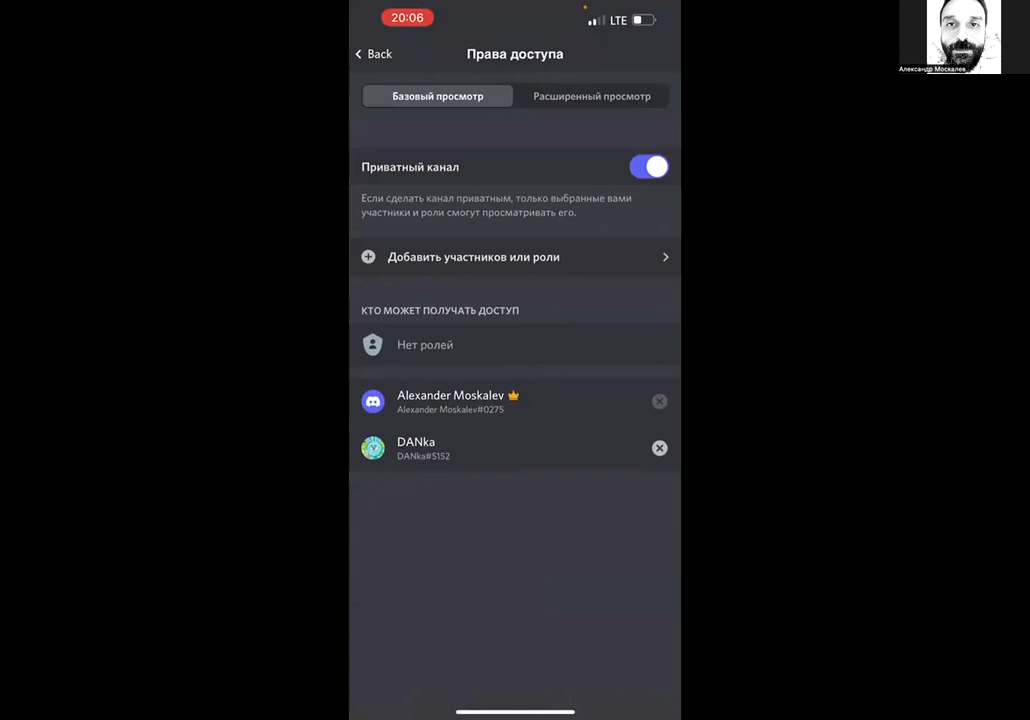 20:06
LTE
Back
Права доступа
Базовый просмотр
Расширенный просмотр
Приватный канал
Если сделать канал приватным, только выбранные вами
участники и роли смогут просматривать его.
Добавить участников или роли
КТО МОЖЕТ ПОЛУЧАТЬ ДОСТУП
Нет ролей
Alexander Moskalev
Alexander Moskalev#0275
DANka
DANka#5152
Александр Москалев